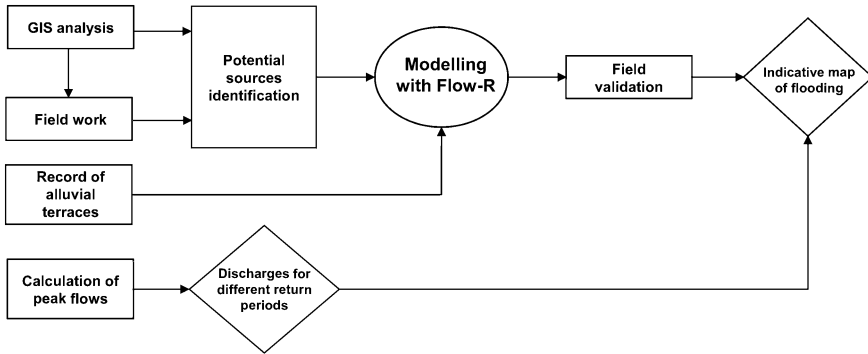 GIS analysis
Field work
Potential
sources
identification
Modelling
with Flow-R
Field
validation
Indicative map
of flooding
Record of
alluvial
terraces
Calculation of
peak flows
Discharges for
different return
periods